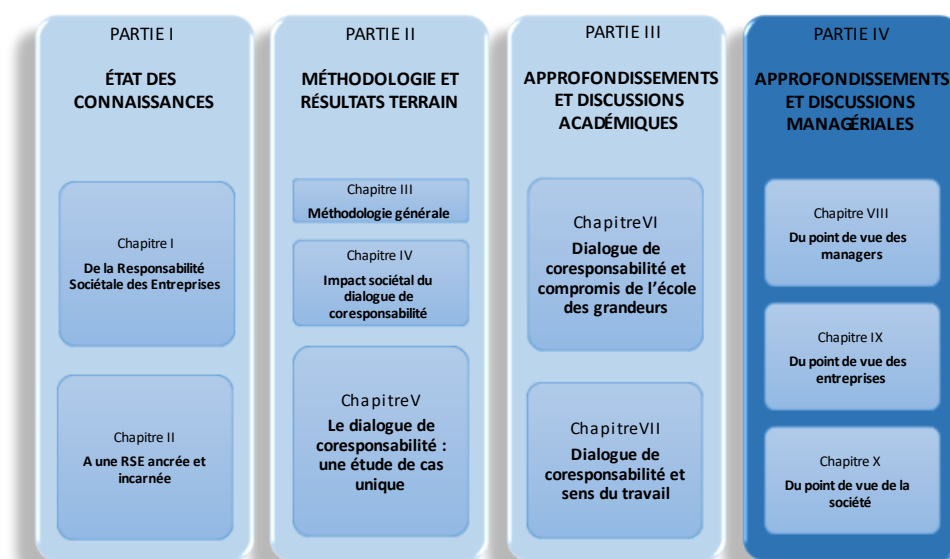 PARTIE I
ÉTAT DES
CONNAISSANCES
Chapitre I
De la Responsabilité
Sociétale des Entreprises
Chapitre II
A une RSE ancrée et
incarnée
PARTIE II
MÉTHODOLOGIE ET
RÉSULTATS TERRAIN
Chapitre III
Méthodologie générale
Chapitre IV
Impact sociétal du
dialogue de
coresponsabilité
Chapitre V
Le dialogue de
coresponsabilité :
une étude de cas
unique
PARTIE III
APPROFONDISSEMENTS
ET DISCUSSIONS
ACADÉMIQUES
Chapitre VI
Dialogue de
coresponsabilité et
compromis de l’école
des grandeurs
Chapitre VII
Dialogue de
coresponsabilité et
sens du travail
PARTIE IV
APPROFONDISSEMENTS
ET DISCUSSIONS
MANAGÉRIALES
Chapitre VIII
Du point de vue des
managers
Chapitre IX
Du point de vue des
entreprises
Chapitre X
Du point de vue de la
société